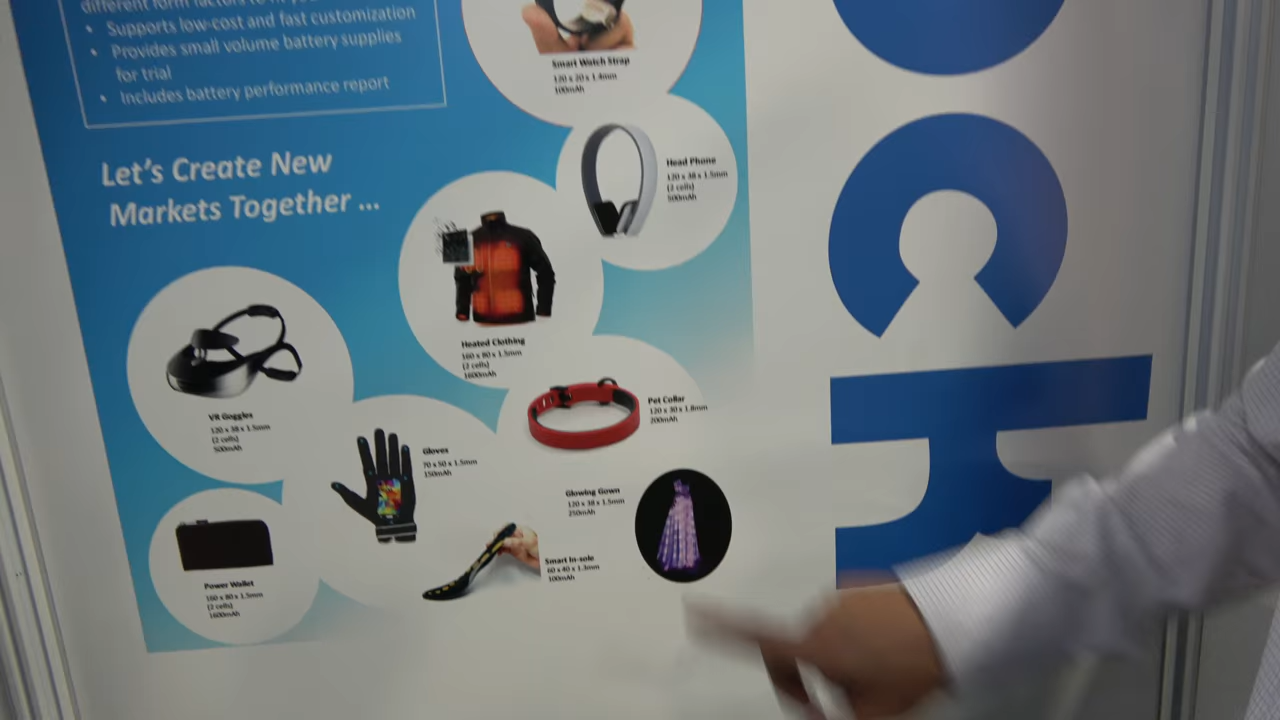 different form factors to fit you
• Supports low-cost and fast customization
• Provides small volume battery supplies
for trial
• Includes battery performance report
Let's Create New
Markets Together ...
Smart Watch Strap
120 x 20 x 1.4mm
100mAh
Head Phone
120 x 38 x 1.5mm
(2 cells)
500mAh
Heated Clothing
160 x 80 x 1.5mm
(2 cells)
1600mAh
VR Goggles
120 x 38 x 1.5mm
(2 cells)
500mAh
Pet Collar
120 x 30 x 1.8mm
200mAh
Gloves
70 x 50 x 1.5mm
150mAh
Glowing Gown
120 x 38 x 1.5mm
250mAh
Smart In-sole
60 x 40 x 1.3mm
100mAh
Power Wallet
160 x 80 x 1.5mm
(2 cells)
1600mAh
ch